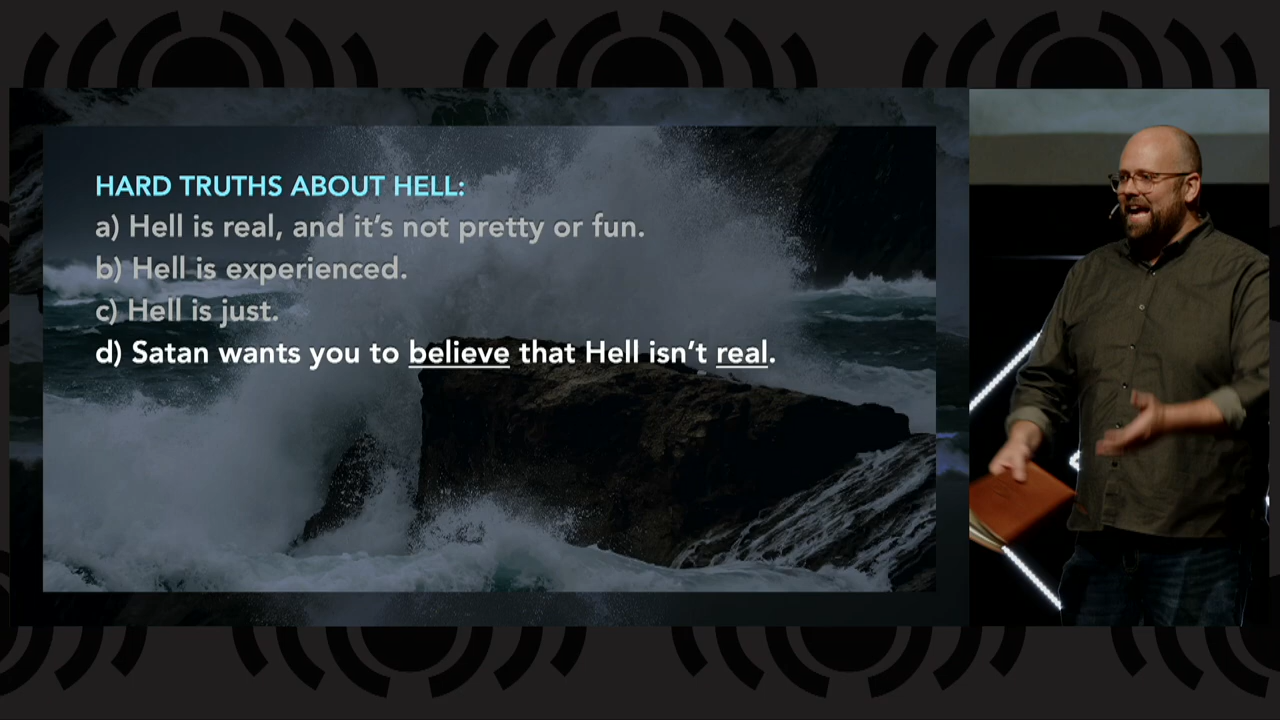 HARD TRUTHS ABOUT HELL:
a) Hell is real, and it’s not pretty or fun.
b) Hell is experienced.
c) Hell is just.
d) Satan wants you to believe that Hell isn’t real.